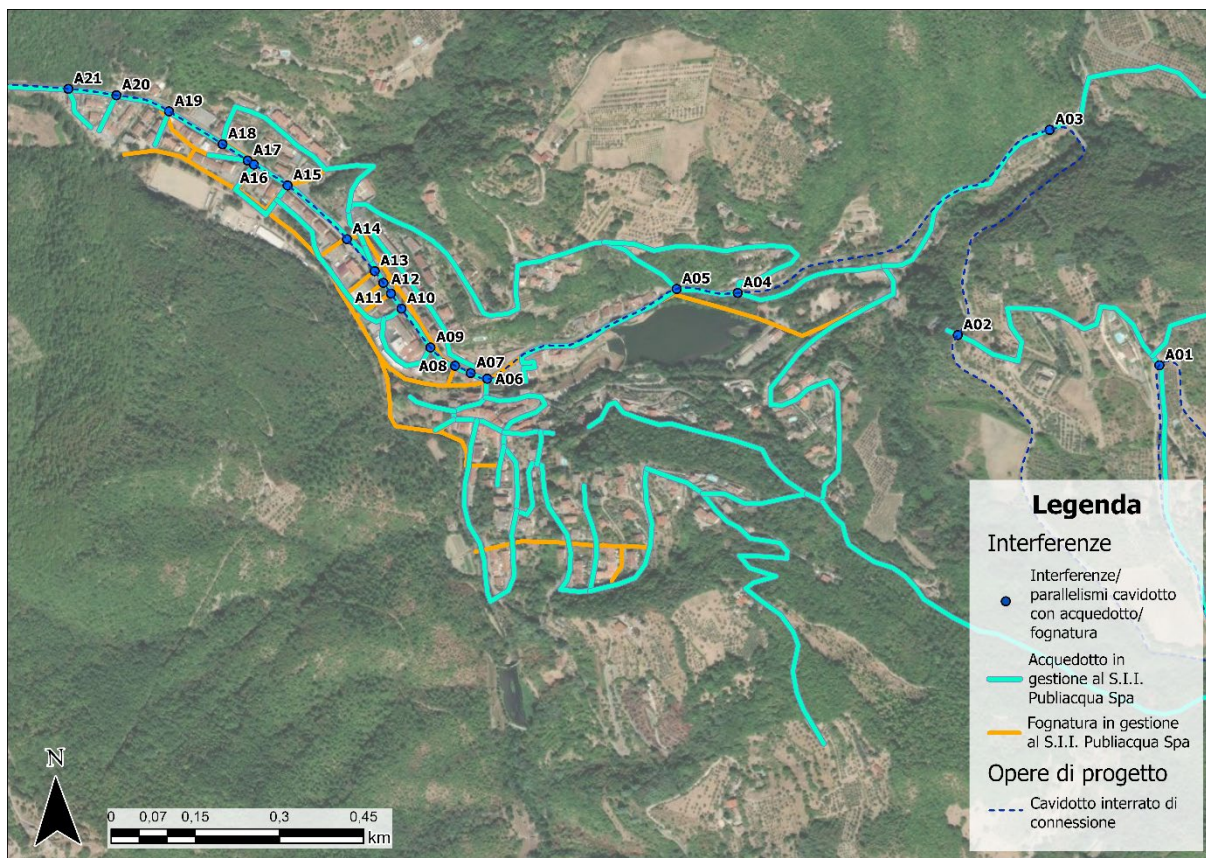 A21
A20
A19
A18
A17
A16
A15
A14
A13
A12
A11
A10
A09
A08
A07
A06
A05
A04
A03
A02
A01
Legenda
Interferenze
Interferenze/
parallelismi cavidotto
con acquedotto/
fognatura
Acquedotto in
gestione al S.I.I.
Publiacqua Spa
Fognatura in gestione
al S.I.I. Publiacqua Spa
Opere di progetto
Cavidotto interrato di
connessione
N
0 0,07 0,15 0,3 0,45
km